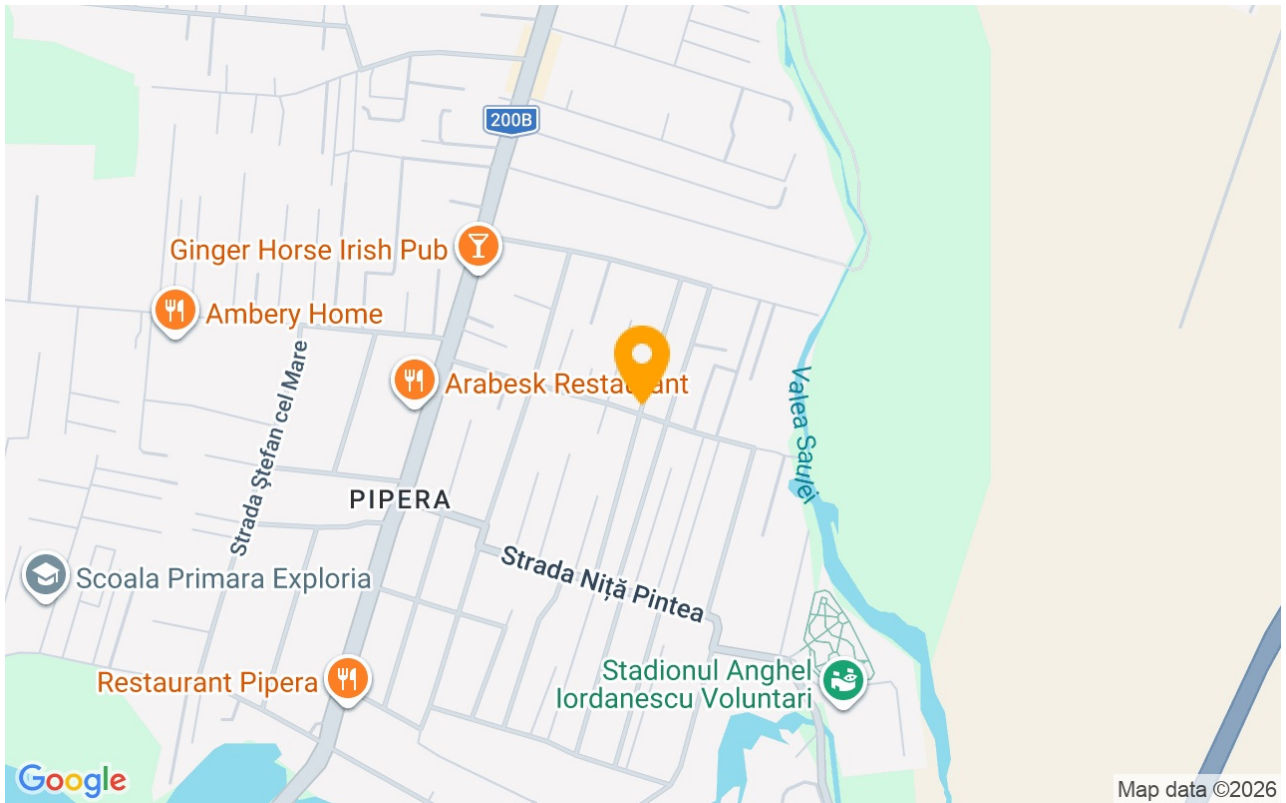 200B
Ginger Horse Irish Pub
Ambery Home
Strada Ștefan cel Mare
Arabesk Restaurant
Valea Saulei
PIPERA
Strada Niță Pintea
Scoala Primara Exploria
Restaurant Pipera
Stadionul Anghel
Iordanescu Voluntari
Google
Map data ©2026